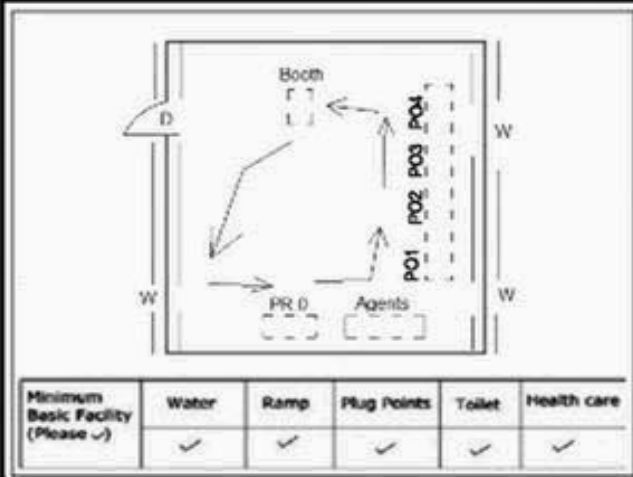 Booth
D
W
PO4
PO3
PO2
PO1
W
W
PR 0
Agents
Minimum Basic Facility (Please ✓)
Water
Ramp
Plug Points
Toilet
Health care
✓
✓
✓
✓
✓